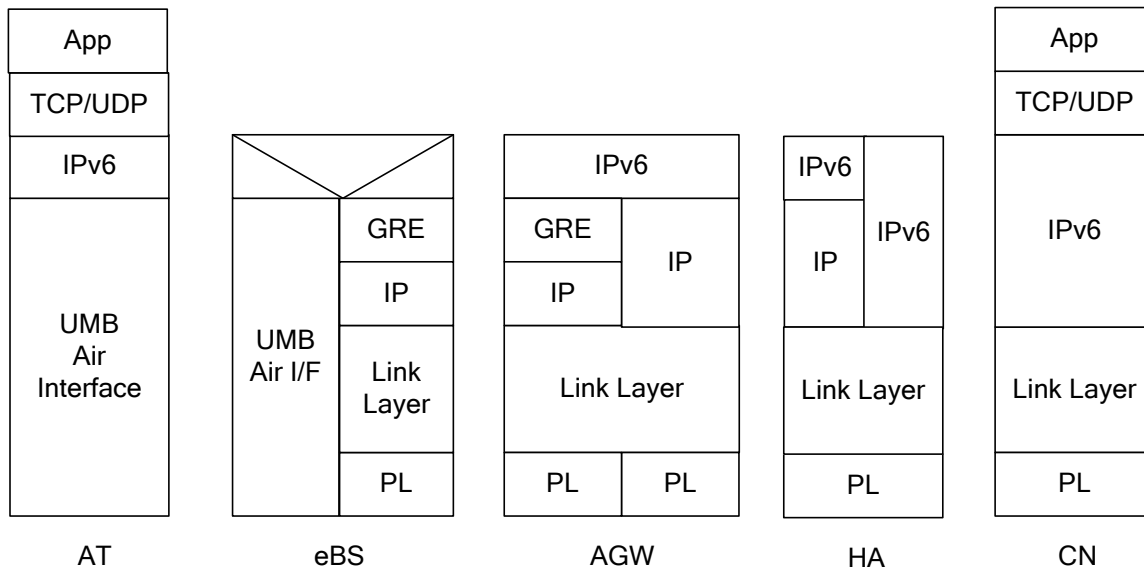 App
TCP/UDP
IPv6
UMB
Air
Interface
AT
GRE
IP
UMB
Air I/F
Link
Layer
PL
eBS
IPv6
GRE
IP
IP
Link Layer
PL
PL
AGW
IPv6
IP
IPv6
Link Layer
PL
HA
App
TCP/UDP
IPv6
Link Layer
PL
CN